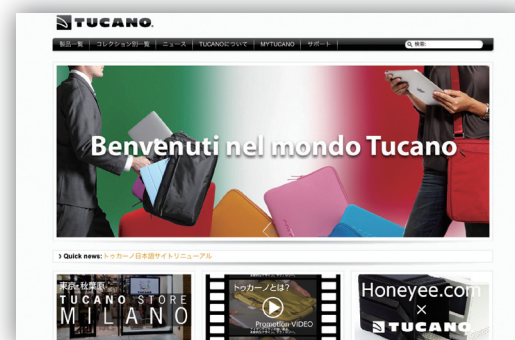 TUCANO.
製品一覧 コレクション別一覧 ニュース TUCANOについて MYTUCANO サポート 検索:
Benvenuti nel mondo Tucano
Quick news: トゥカーノ日本語サイトリニューアル
東京・秋葉原
TUCANO STORE
MILANO
トゥカーノとは?
Promotion VIDEO
Honeyee.com
×
TUCANO